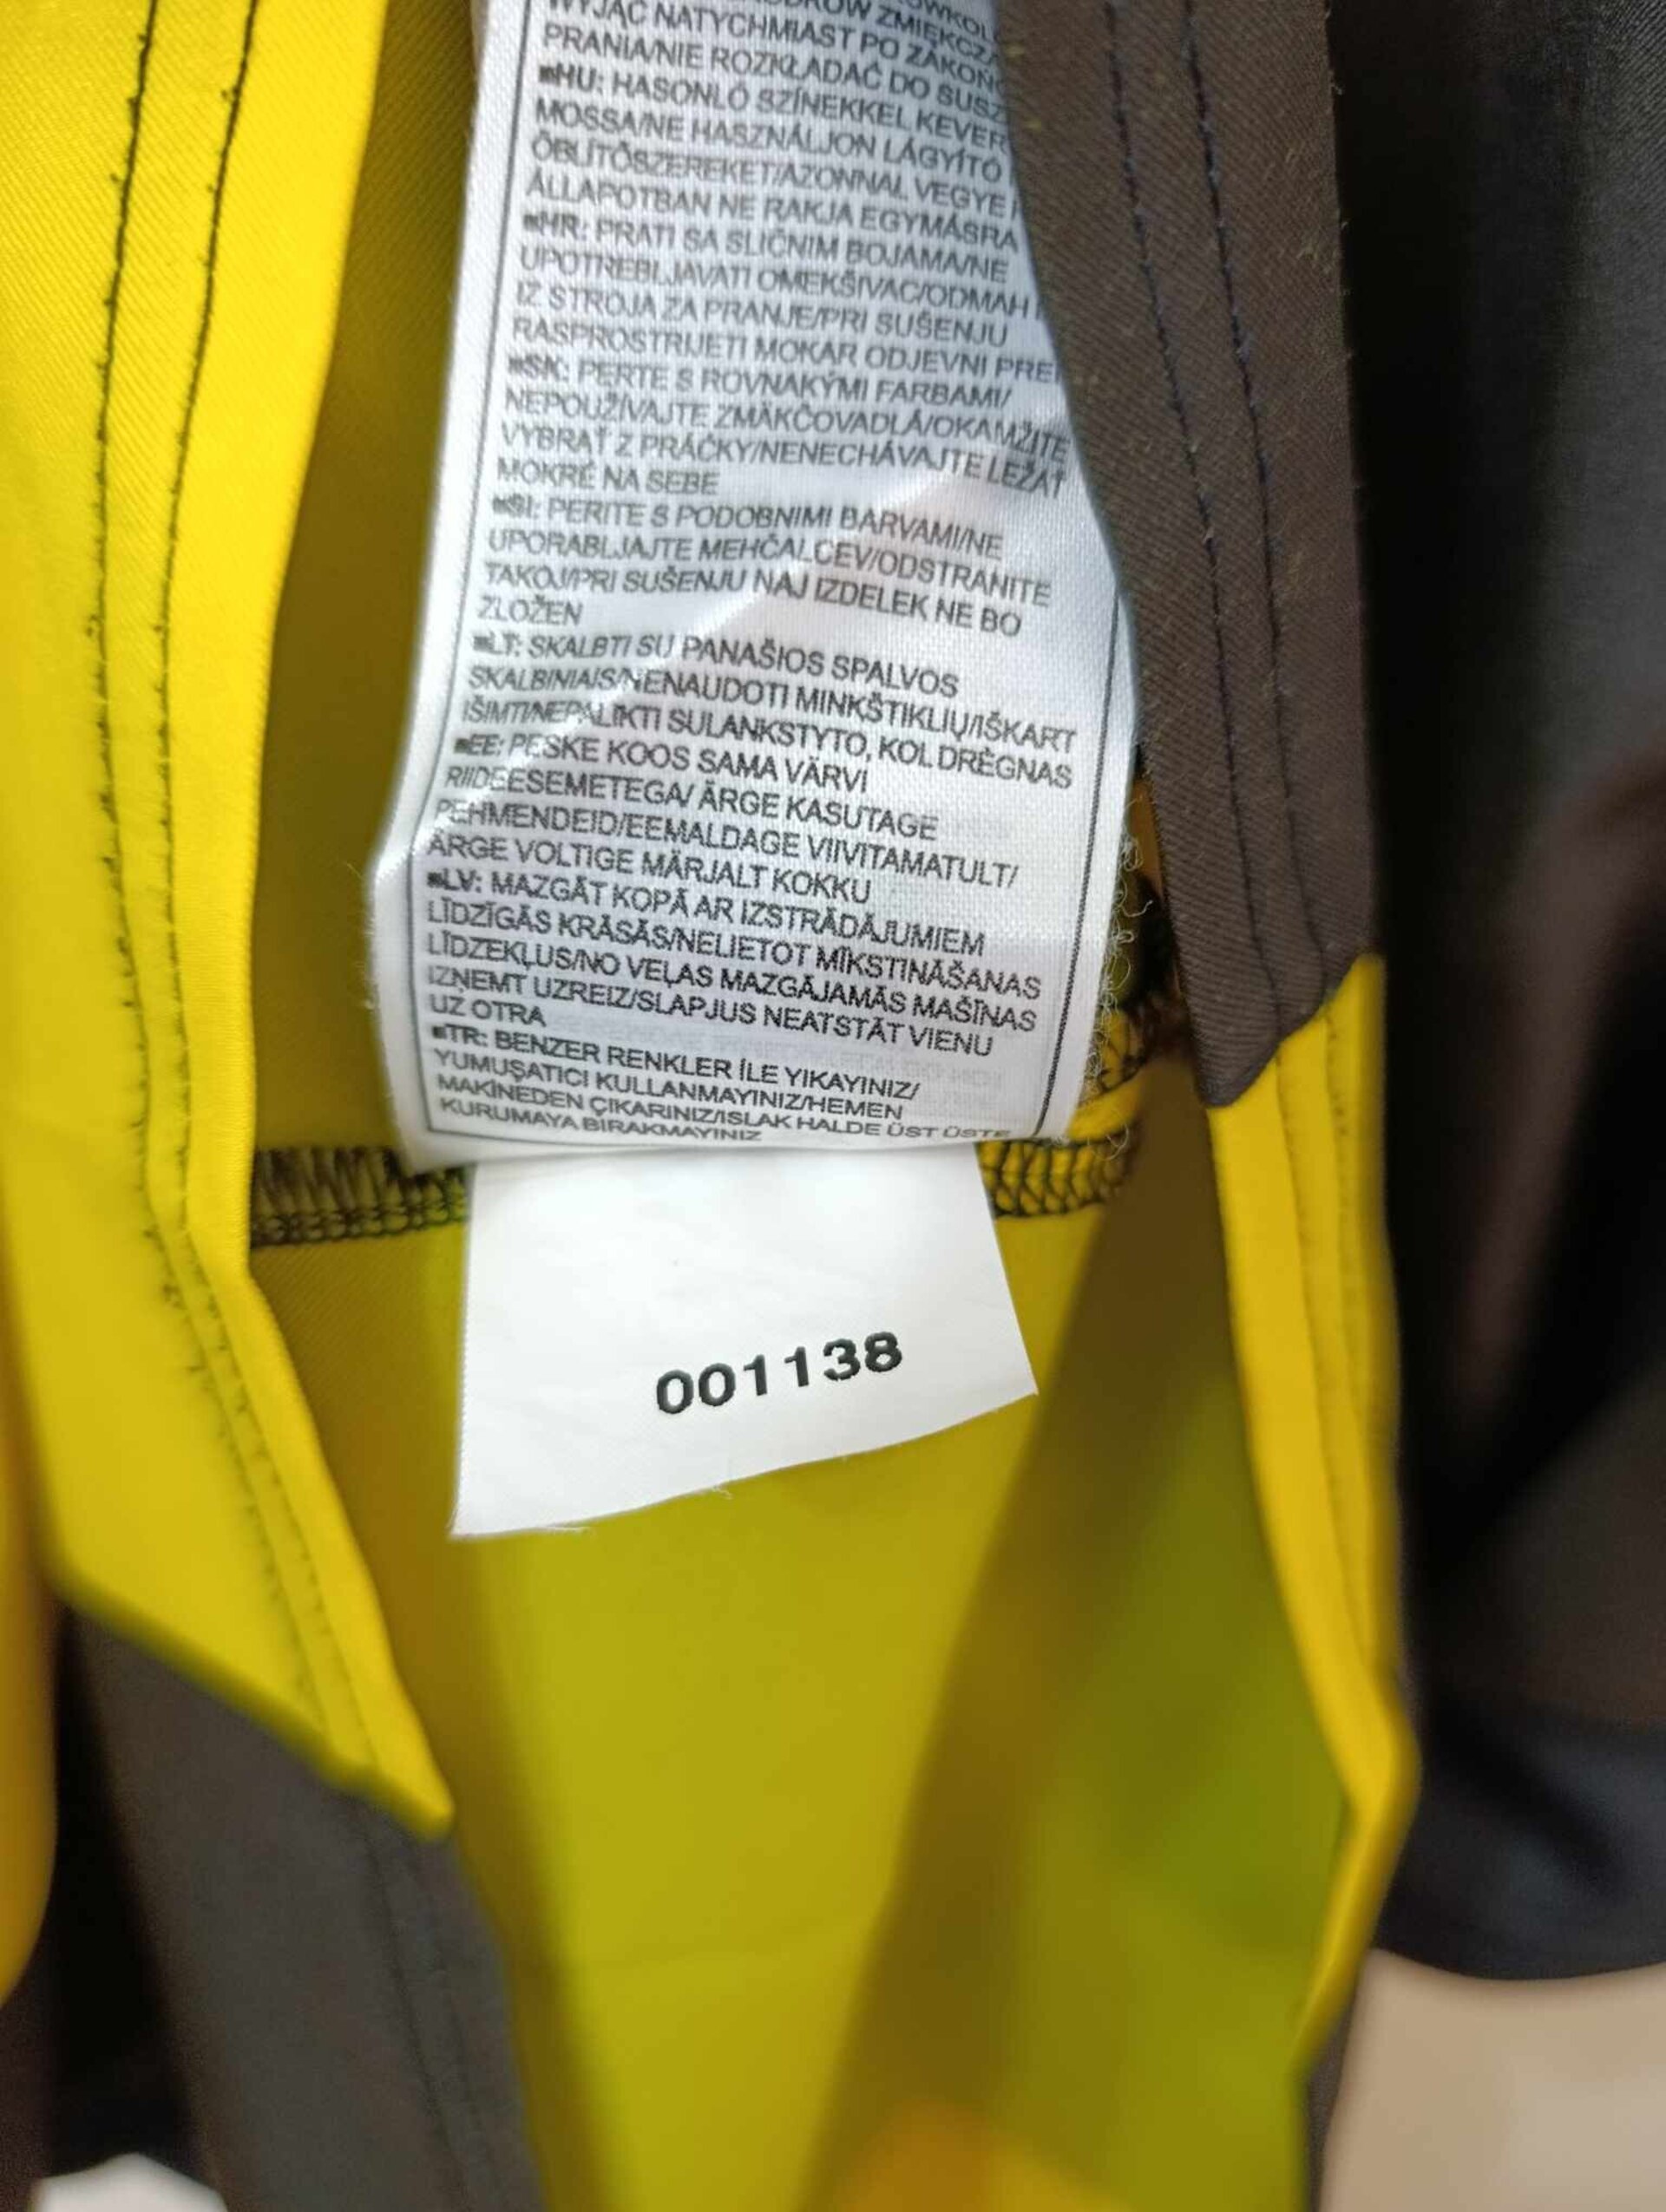 ZMIĘKCZA
WYJĄĆ NATYCHMIAST PO ZAKOŃ
PRANIA/NIE ROZKŁADAĆ DO SUSZ
■HU: HASONLÓ SZÍNEKKEL KEVER
MOSSA/NE HASZNÁLJON LÁGYÍTÓ
ÖBLÍTŐSZEREKET/AZONNAL VEGYE
ÁLLAPOTBAN NE RAKJA EGYMÁSRA
■HR: PRATI SA SLIČNIM BOJAMA/NE
UPOTREBLJAVATI OMEKŠIVAC/ODMAH
IZ STROJA ZA PRANJE/PRI SUŠENJU
RASPROSTRIJETI MOKAR ODJEVNI PRE
■SK: PERTE S ROVNAKÝMI FARBAMI/
NEPOUŽÍVAJTE ZMÄKČOVADLÁ/OKAMŽITE
VYBRAŤ Z PRÁČKY/NENECHÁVAJTE LEŽAŤ
MOKRÉ NA SEBE
■SI: PERITE S PODOBNIMI BARVAMI/NE
UPORABLJAJTE MEHČALCEV/ODSTRANITE
TAKOJ/PRI SUŠENJU NAJ IZDELEK NE BO
ZLOŽEN
■LT: SKALBTI SU PANAŠIOS SPALVOS
SKALBINIAIS/NENAUDOTI MINKŠTIKLIŲ/IŠKART
IŠIMTI/NEPALIKTI SULANKSTYTO, KOL DRĖGNAS
■EE: PESKE KOOS SAMA VÄRVI
RIIDEESEMETEGA/ ÄRGE KASUTAGE
PEHMENDEID/EEMALDAGE VIIVITAMATULT/
ÄRGE VOLTIGE MÄRJALT KOKKU
■LV: MAZGĀT KOPĀ AR IZSTRĀDĀJUMIEM
LĪDZĪGĀS KRĀSĀS/NELIETOT MĪKSTINĀŠANAS
LĪDZEKĻUS/NO VEĻAS MAZGĀJAMĀS MAŠĪNAS
IZŅEMT UZREIZ/SLAPJUS NEATSTĀT VIENU
UZ OTRA
■TR: BENZER RENKLER İLE YIKAYINIZ/
YUMUŞATICI KULLANMAYINIZ/HEMEN
MAKİNEDEN ÇIKARINIZ/ISLAK HALDE ÜST ÜSTE
KURUMAYA BIRAKMAYINIZ
001138